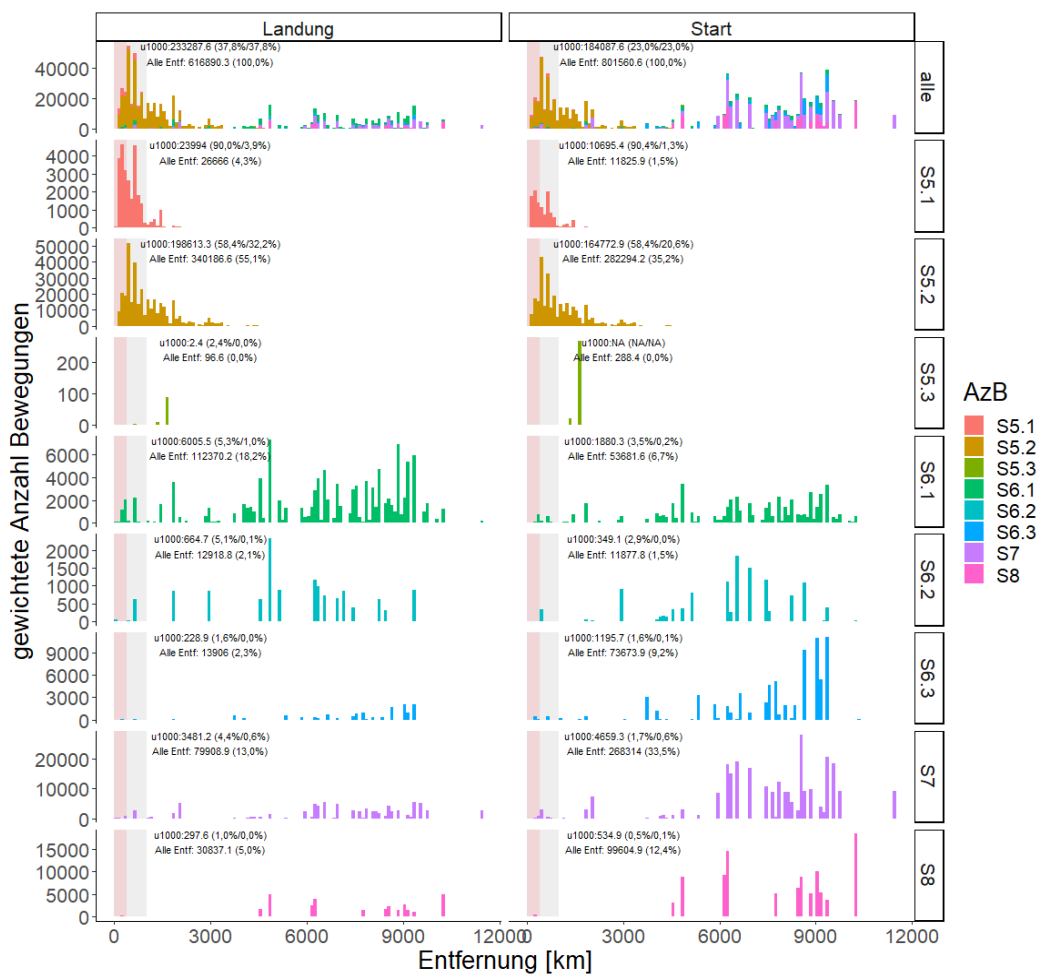 Landung
Start
u1000:233287.6 (37,8%/37,8%)
Alle Entf: 616890.3 (100,0%)
u1000:184087.6 (23,0%/23,0%)
Alle Entf: 801560.6 (100,0%)
40000
20000
0
alle
u1000:23994 (90,0%/3,9%)
Alle Entf: 26666 (4,3%)
u1000:10695.4 (90,4%/1,3%)
Alle Entf: 11825.9 (1,5%)
4000
3000
2000
1000
0
S5.1
u1000:198613.3 (58,4%/32,2%)
Alle Entf: 340186.6 (55,1%)
u1000:164772.9 (58,4%/20,6%)
Alle Entf: 282294.2 (35,2%)
50000
40000
30000
20000
10000
0
S5.2
u1000:2.4 (2,4%/0,0%)
Alle Entf: 96.6 (0,0%)
u1000:NA (NA/NA)
Alle Entf: 288.4 (0,0%)
200
100
0
S5.3
u1000:6005.5 (5,3%/1,0%)
Alle Entf: 112370.2 (18,2%)
u1000:1880.3 (3,5%/0,2%)
Alle Entf: 53681.6 (6,7%)
6000
4000
2000
0
S6.1
u1000:664.7 (5,1%/0,1%)
Alle Entf: 12918.8 (2,1%)
u1000:349.1 (2,9%/0,0%)
Alle Entf: 11877.8 (1,5%)
2000
1500
1000
500
0
S6.2
u1000:228.9 (1,6%/0,0%)
Alle Entf: 13906 (2,3%)
u1000:1195.7 (1,6%/0,1%)
Alle Entf: 73673.9 (9,2%)
9000
6000
3000
0
S6.3
u1000:3481.2 (4,4%/0,6%)
Alle Entf: 79908.9 (13,0%)
u1000:4659.3 (1,7%/0,6%)
Alle Entf: 268314 (33,5%)
20000
10000
0
S7
u1000:297.6 (1,0%/0,0%)
Alle Entf: 30837.1 (5,0%)
u1000:534.9 (0,5%/0,1%)
Alle Entf: 99604.9 (12,4%)
15000
10000
5000
0
S8
0 3000 6000 9000 12000
0 3000 6000 9000 12000
Entfernung [km]
gewichtete Anzahl Bewegungen
AzB
S5.1
S5.2
S5.3
S6.1
S6.2
S6.3
S7
S8